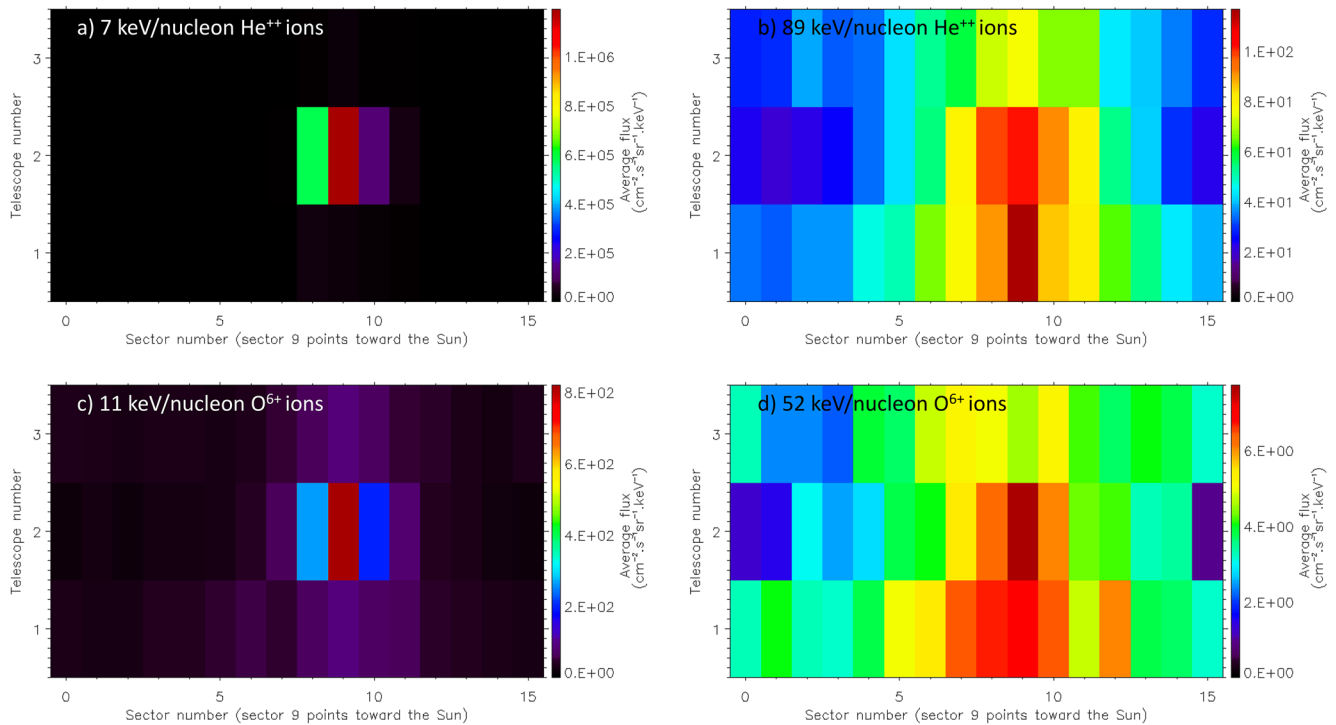 a) 7 keV/nucleon He⁺⁺ ions
Telescope number
3
2
1
0
5
10
15
Sector number (sector 9 points toward the Sun)
1.E+06
8.E+05
6.E+05
4.E+05
2.E+05
0.E+00
Average flux
(cm⁻².s⁻¹sr⁻¹.keV⁻¹)
b) 89 keV/nucleon He⁺⁺ ions
Telescope number
3
2
1
0
5
10
15
Sector number (sector 9 points toward the Sun)
1.E+02
8.E+01
6.E+01
4.E+01
2.E+01
0.E+00
Average flux
(cm⁻².s⁻¹sr⁻¹.keV⁻¹)
c) 11 keV/nucleon O⁶⁺ ions
Telescope number
3
2
1
0
5
10
15
Sector number (sector 9 points toward the Sun)
8.E+02
6.E+02
4.E+02
2.E+02
0.E+00
Average flux
(cm⁻².s⁻¹sr⁻¹.keV⁻¹)
d) 52 keV/nucleon O⁶⁺ ions
Telescope number
3
2
1
0
5
10
15
Sector number (sector 9 points toward the Sun)
6.E+00
4.E+00
2.E+00
0.E+00
Average flux
(cm⁻².s⁻¹sr⁻¹.keV⁻¹)